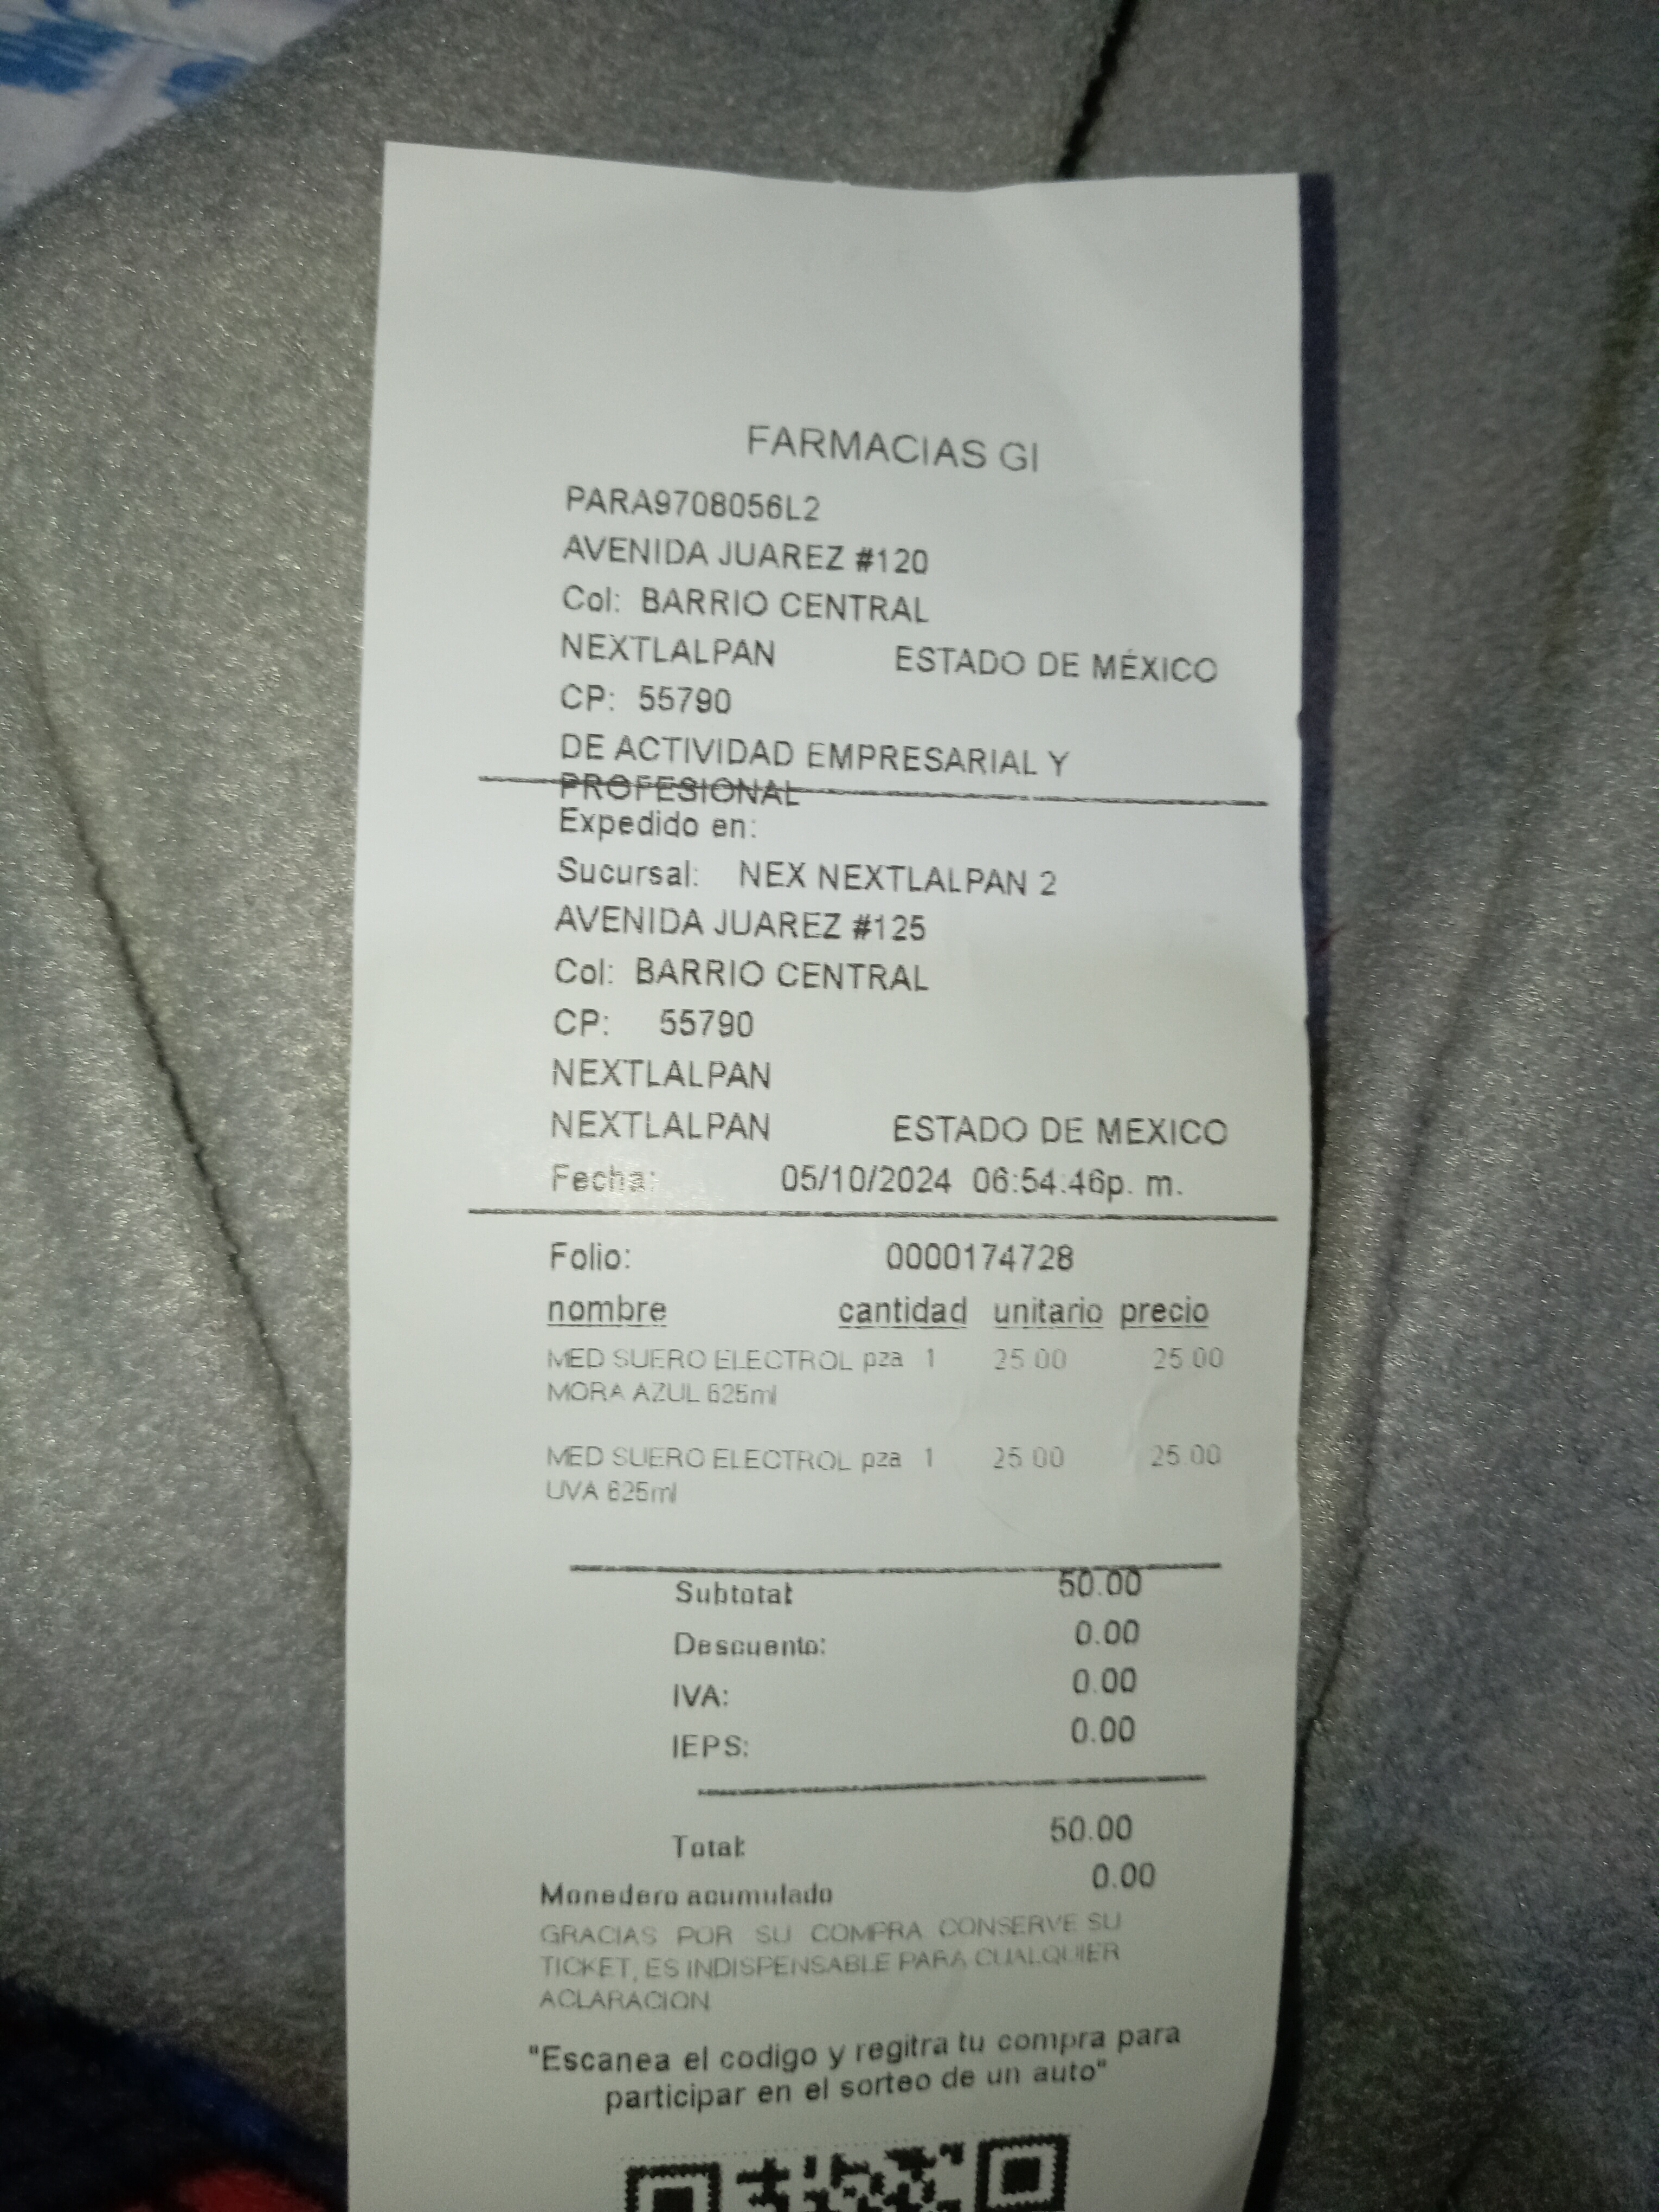 FARMACIAS GI
PARA9708056L2
AVENIDA JUAREZ #120
Col: BARRIO CENTRAL
NEXTLALPAN ESTADO DE MÉXICO
CP: 55790
DE ACTIVIDAD EMPRESARIAL Y
PROFESIONAL
Expedido en:
Sucursal: NEX NEXTLALPAN 2
AVENIDA JUAREZ #125
Col: BARRIO CENTRAL
CP: 55790
NEXTLALPAN
NEXTLALPAN ESTADO DE MEXICO
Fecha: 05/10/2024 06:54:46p. m.
Folio: 0000174728
nombre cantidad unitario precio
MED SUERO ELECTROL pza 1 25.00 25.00
MORA AZUL 625ml
MED SUERO ELECTROL pza 1 25.00 25.00
UVA 625ml
Subtotal: 50.00
Descuento: 0.00
IVA: 0.00
IEPS: 0.00
Total: 50.00
Monedero acumulado 0.00
GRACIAS POR SU COMPRA CONSERVE SU
TICKET, ES INDISPENSABLE PARA CUALQUIER
ACLARACION
"Escanea el codigo y regitra tu compra para
participar en el sorteo de un auto"